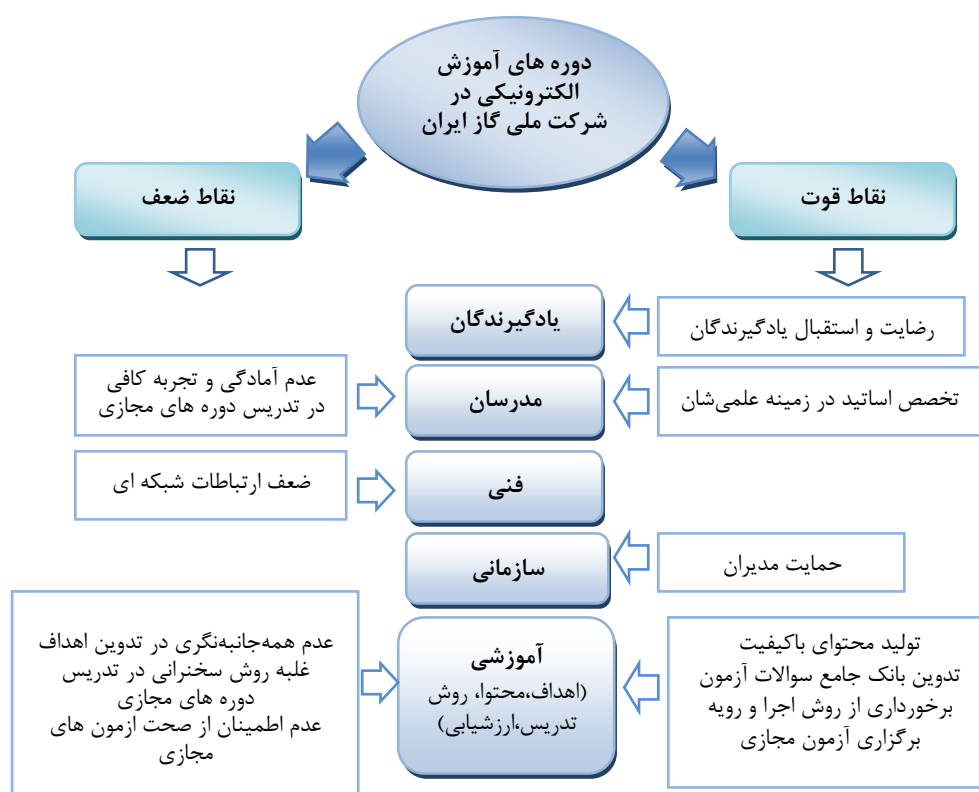 دوره های آموزش
الکترونیکی در
شرکت ملی گاز ایران
نقاط قوت
نقاط ضعف
یادگیرندگان
رضایت و استقبال یادگیرندگان
مدرسان
تخصص اساتید در زمینه علمی‌شان
عدم آمادگی و تجربه کافی
در تدریس دوره های مجازی
فنی
ضعف ارتباطات شبکه ای
سازمانی
حمایت مدیران
آموزشی
(اهداف،محتوا، روش
تدریس،ارزشیابی)
تولید محتوای باکیفیت
تدوین بانک جامع سوالات آزمون
برخورداری از روش اجرا و رویه
برگزاری آزمون مجازی
عدم همه‌جانبه‌نگری در تدوین اهداف
غلبه روش سخنرانی در تدریس
دوره های مجازی
عدم اطمینان از صحت ازمون های
مجازی